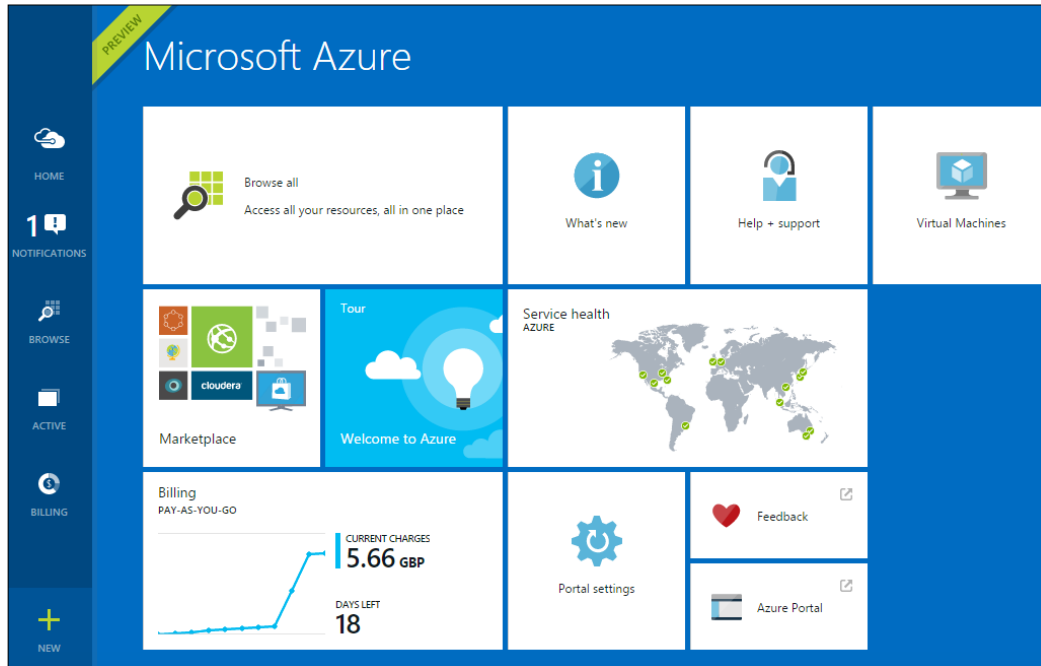 PREVIEW
Microsoft Azure
HOME
1
NOTIFICATIONS
BROWSE
ACTIVE
BILLING
NEW
Browse all
Access all your resources, all in one place
What's new
Help + support
Virtual Machines
cloudera
Marketplace
Tour
Welcome to Azure
Service health
AZURE
Billing
PAY-AS-YOU-GO
CURRENT CHARGES
5.66 GBP
DAYS LEFT
18
Portal settings
Feedback
Azure Portal